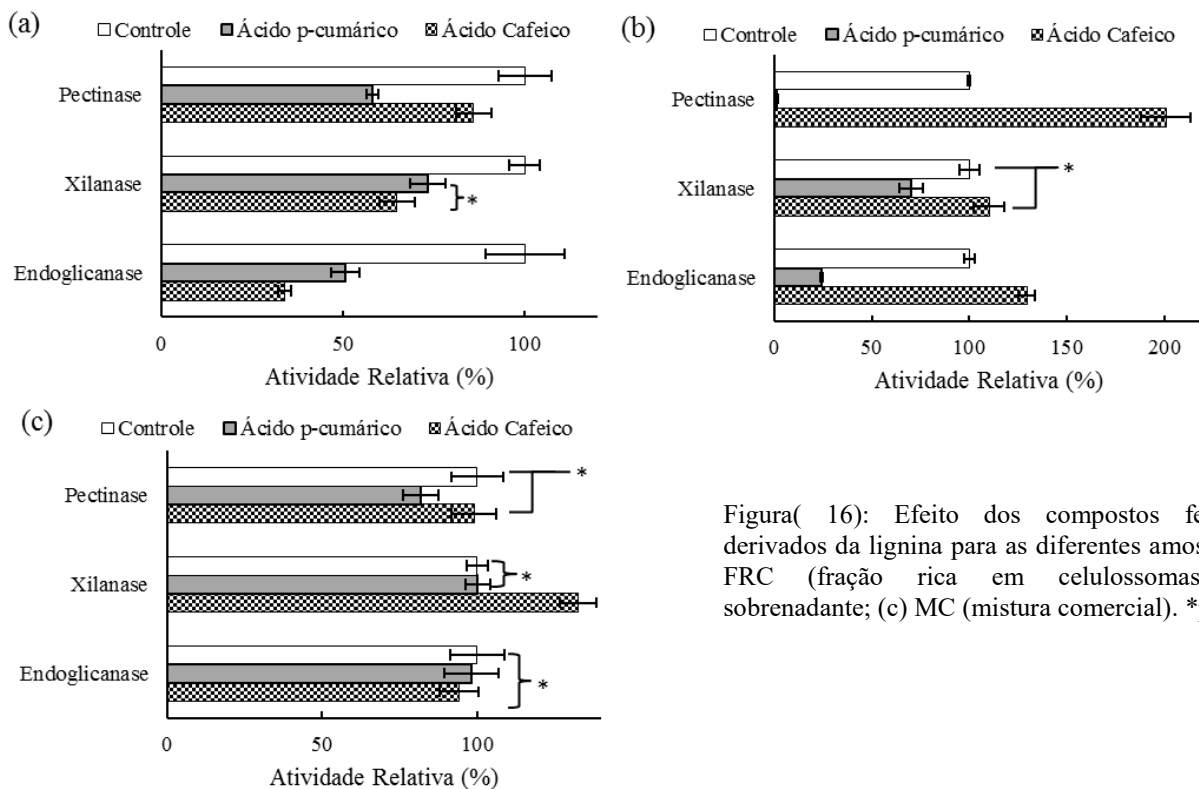 (a)
Controle Ácido p-cumárico Ácido Cafeico
Pectinase
Xilanase
*
Endoglicanase
0 50 100
Atividade Relativa (%)
(b)
Controle Ácido p-cumárico Ácido Cafeico
Pectinase
Xilanase
*
Endoglicanase
0 50 100 150 200
Atividade Relativa (%)
(c)
Controle Ácido p-cumárico Ácido Cafeico
Pectinase
*
Xilanase
*
Endoglicanase
*
0 50 100
Atividade Relativa (%)
Figura( 16): Efeito dos compostos
derivados da lignina para as diferentes
FRC (fração rica em celulossomas
sobrenadante; (c) MC (mistura comercial). *